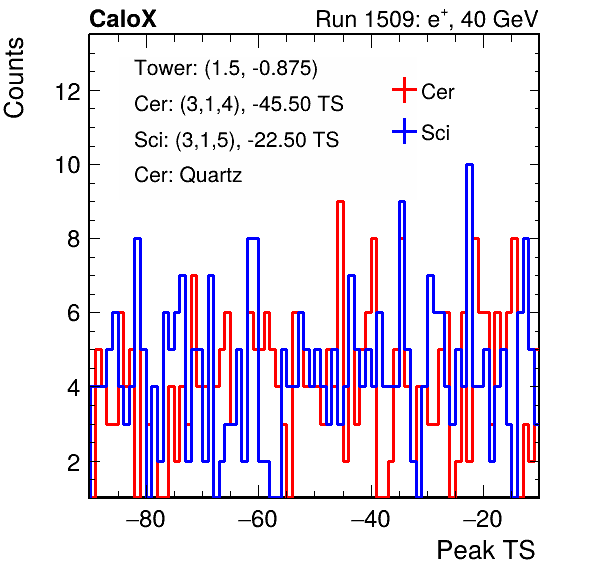 CaloX Run 1509: e⁺, 40 GeV
Counts
Tower: (1.5, -0.875)
Cer: (3,1,4), -45.50 TS
Sci: (3,1,5), -22.50 TS
Cer: Quartz
Cer
Sci
12
10
8
6
4
2
−80 −60 −40 −20
Peak TS